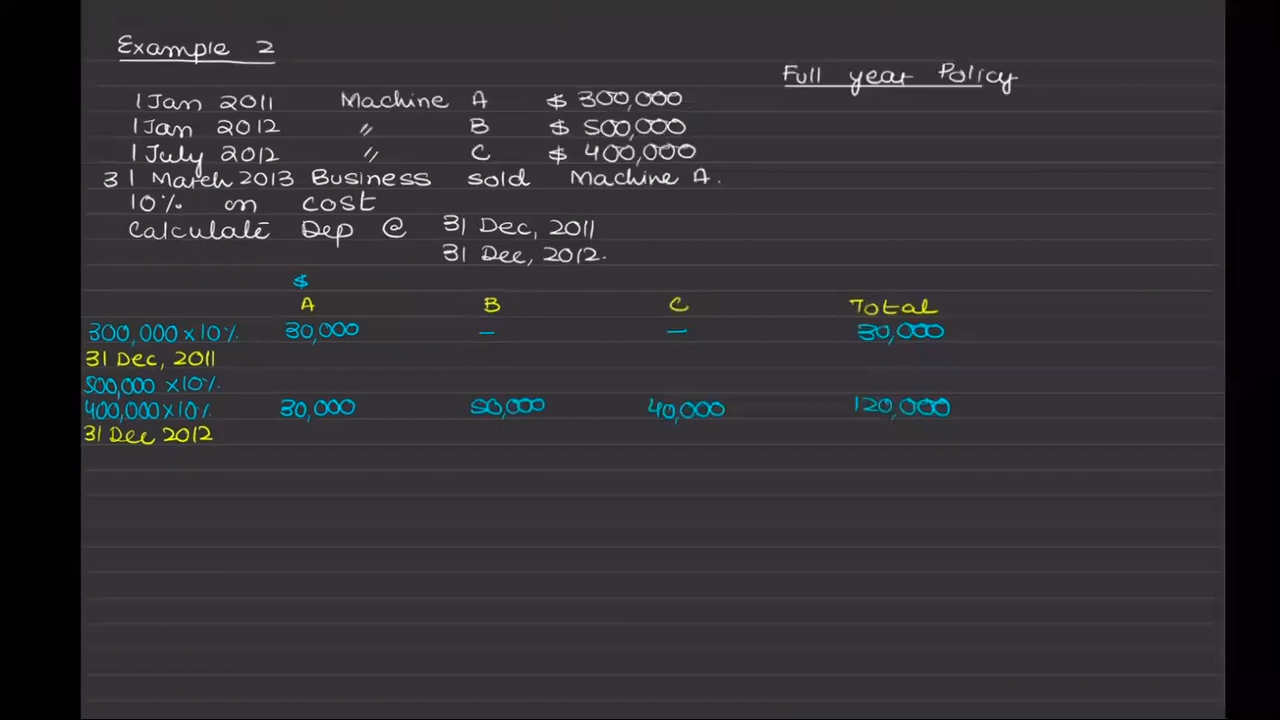 Example 2
Full year Policy
1 Jan 2011 Machine A $ 300,000
1 Jan 2012 〃 B $ 500,000
1 July 2012 〃 C $ 400,000
31 March 2013 Business sold Machine A.
10% on cost
Calculate Dep @ 31 Dec, 2011
31 Dec, 2012.
$
A B C Total
300,000 x 10% 30,000 — — 30,000
31 Dec, 2011
500,000 x 10%
400,000 x 10% 30,000 50,000 40,000 120,000
31 Dec 2012